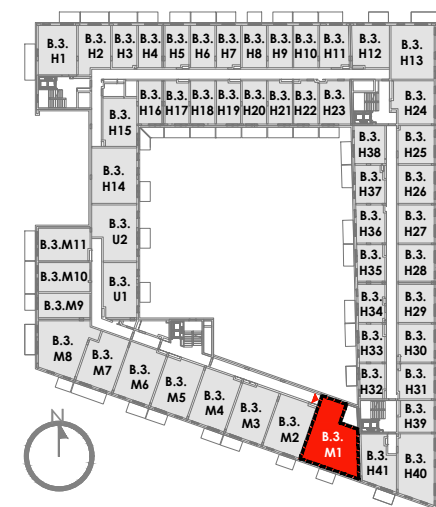 B.3.
H1
B.3.
H2
B.3.
H3
B.3.
H4
B.3.
H5
B.3.
H6
B.3.
H7
B.3.
H8
B.3.
H9
B.3.
H10
B.3.
H11
B.3.
H12
B.3.
H13
B.3.
H15
B.3.
H16
B.3.
H17
B.3.
H18
B.3.
H19
B.3.
H20
B.3.
H21
B.3.
H22
B.3.
H23
B.3.
H24
B.3.
H38
B.3.
H25
B.3.
H14
B.3.
H37
B.3.
H26
B.3.
U2
B.3.
H36
B.3.
H27
B.3.M11
B.3.
H35
B.3.
H28
B.3.M10
B.3.
U1
B.3.
H34
B.3.
H29
B.3.M9
B.3.
H33
B.3.
H30
B.3.
M8
B.3.
M7
B.3.
M6
B.3.
M5
B.3.
M4
B.3.
M3
B.3.
M2
B.3.
M1
B.3.
H32
B.3.
H31
B.3.
H39
B.3.
H41
B.3.
H40
N